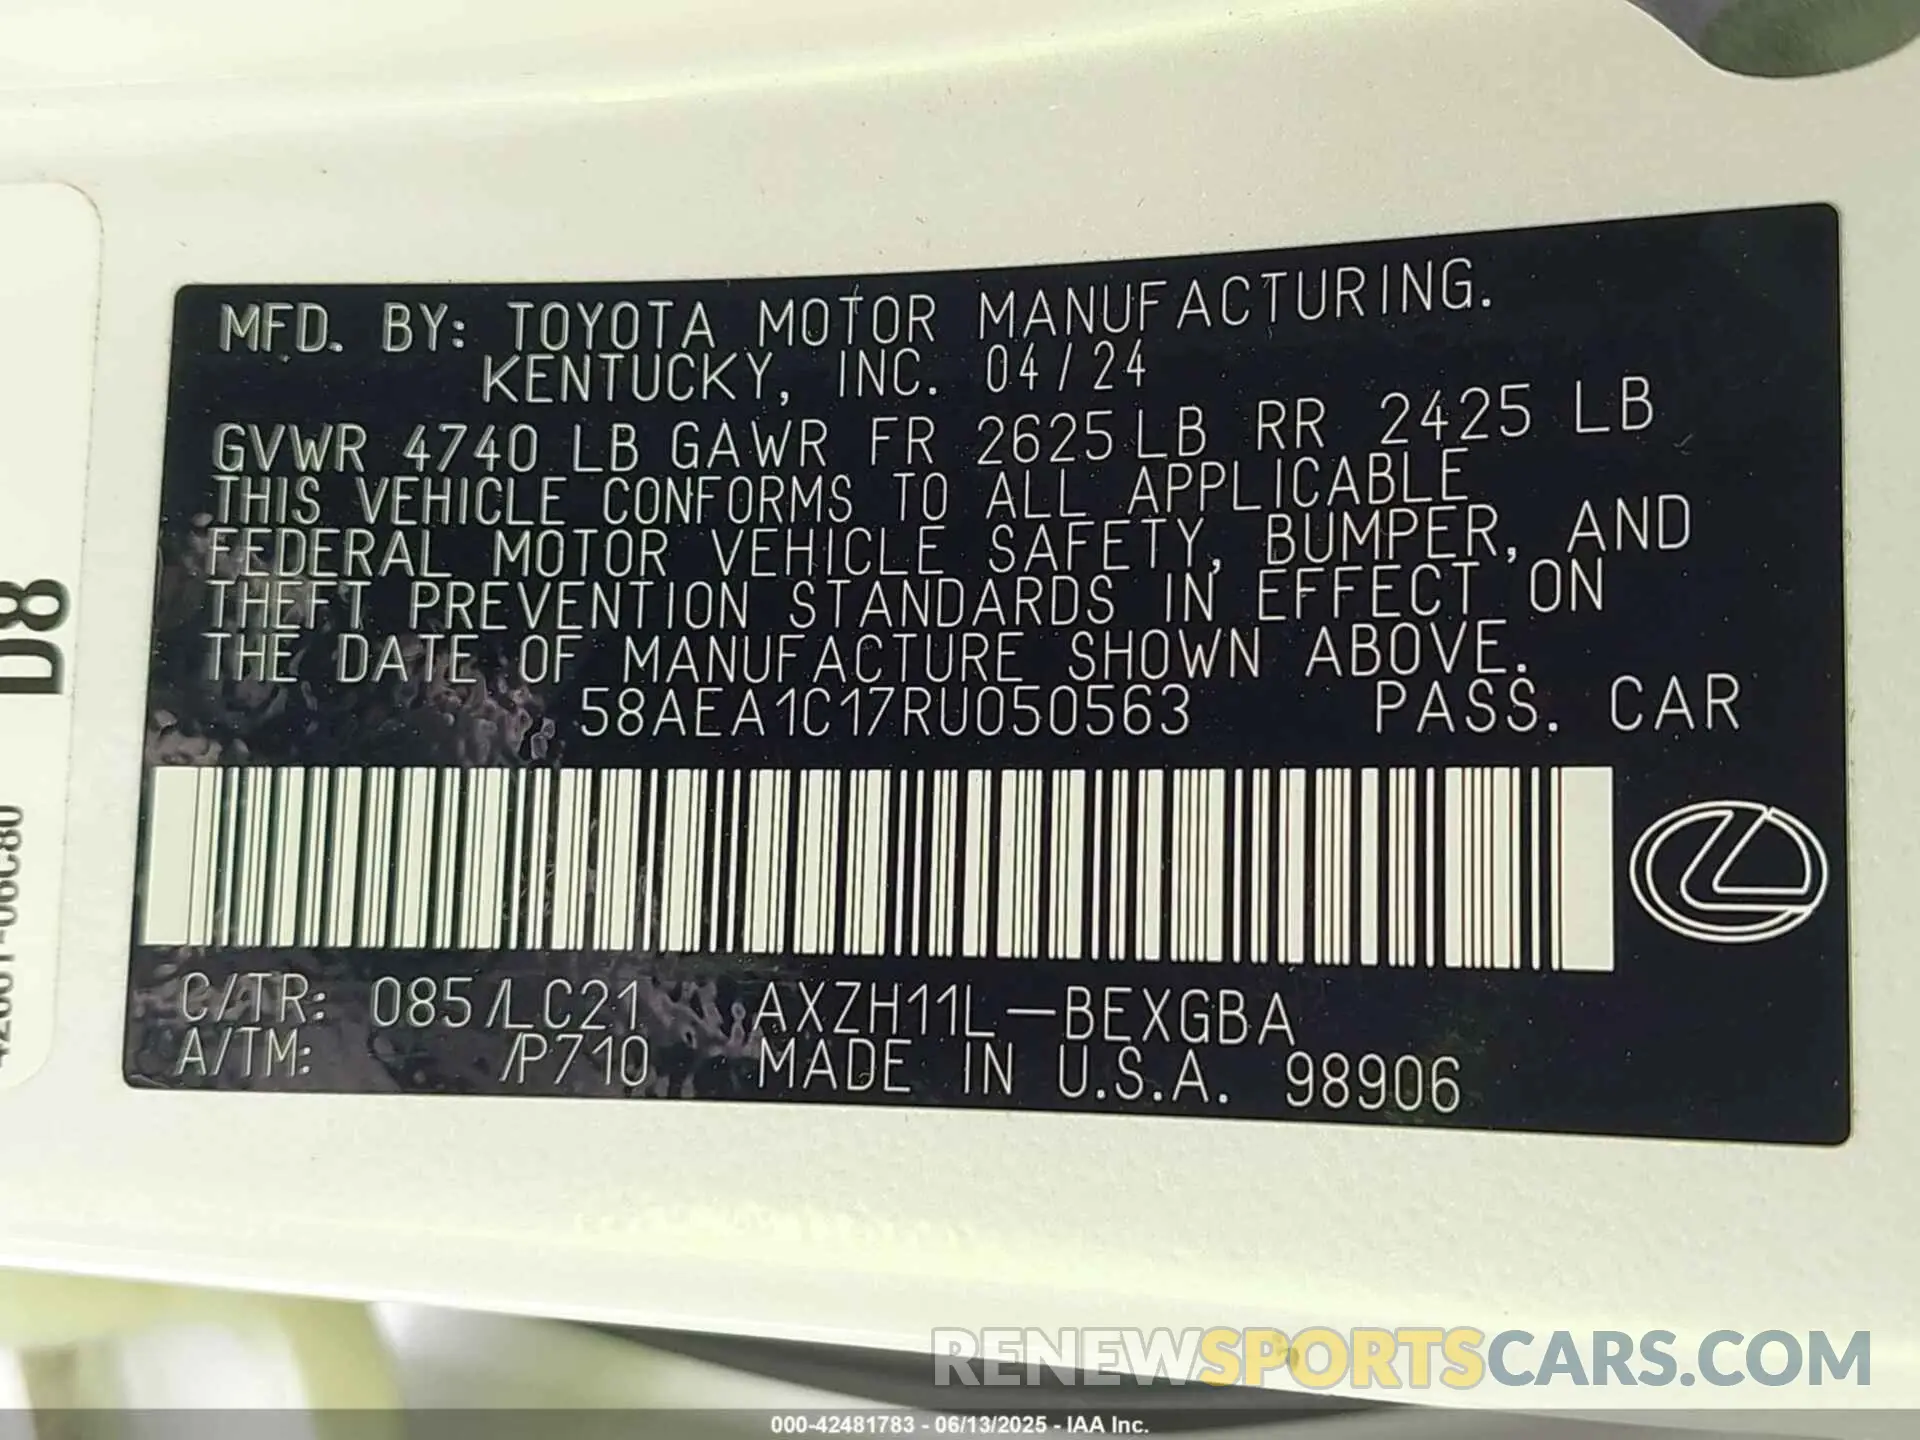 MFD. BY: TOYOTA MOTOR MANUFACTURING.
KENTUCKY, INC. 04/24
GVWR 4740 LB GAWR FR 2625 LB RR 2425 LB
THIS VEHICLE CONFORMS TO ALL APPLICABLE
FEDERAL MOTOR VEHICLE SAFETY, BUMPER, AND
THEFT PREVENTION STANDARDS IN EFFECT ON
THE DATE OF MANUFACTURE SHOWN ABOVE.
58AEA1C17RU050563 PASS. CAR
C/TR: 085/LC21 AXZH11L-BEXGBA
A/TM: /P710 MADE IN U.S.A. 98906
D8
RENEWSPORTSCARS.COM
000-42481783 - 06/13/2025 - IAA Inc.